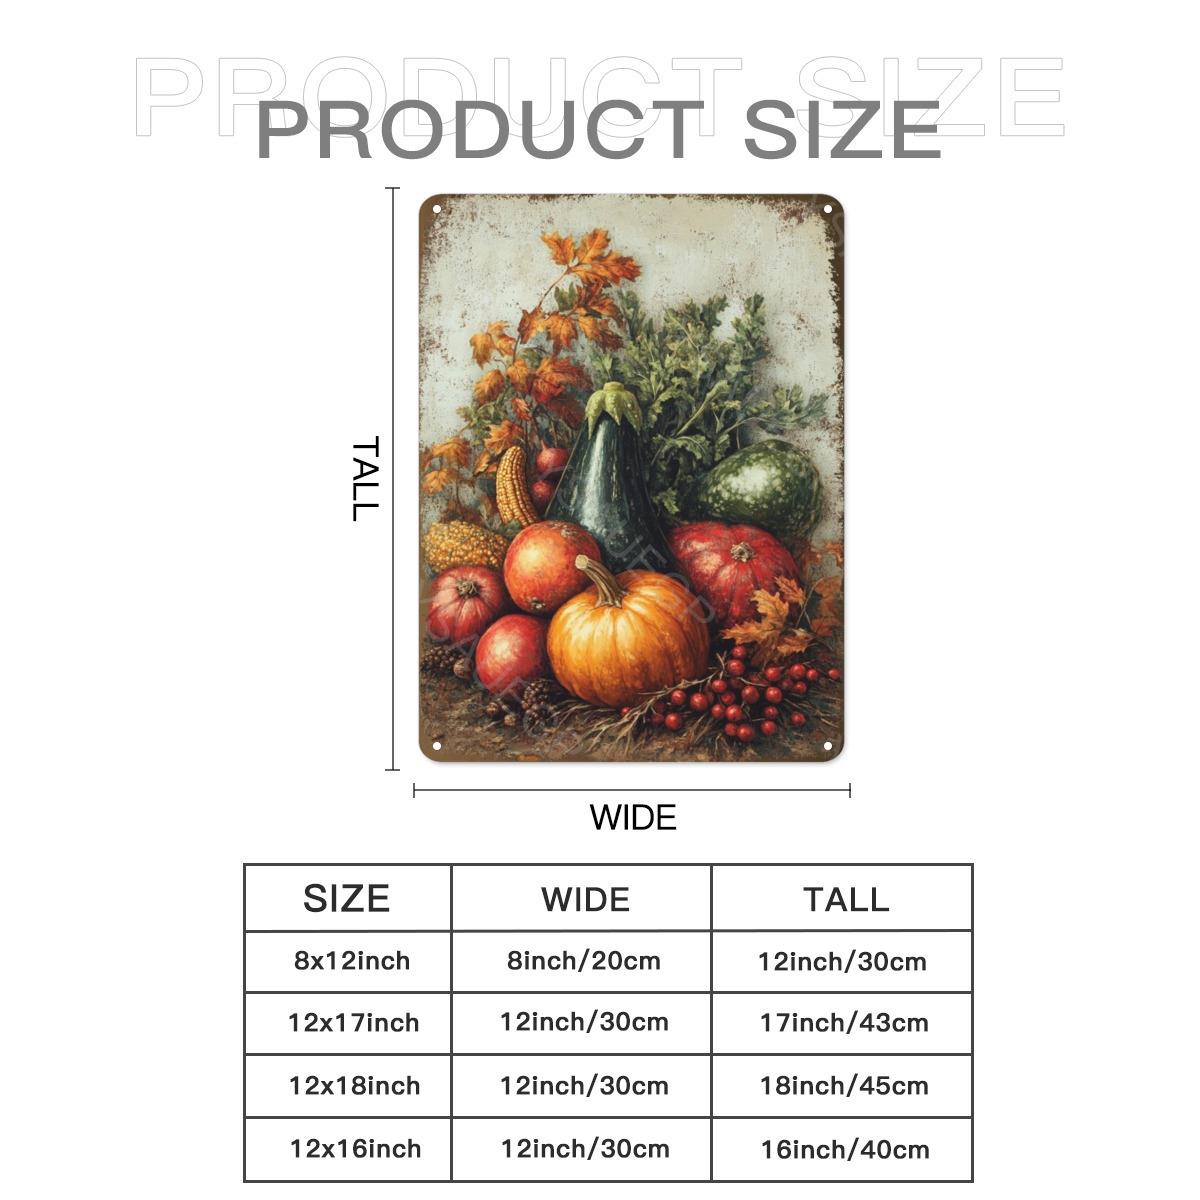 PRODUCT SIZE
PRODUCT SIZE
TALL
WIDE
SIZE WIDE TALL
8x12inch 8inch/20cm 12inch/30cm
12x17inch 12inch/30cm 17inch/43cm
12x18inch 12inch/30cm 18inch/45cm
12x16inch 12inch/30cm 16inch/40cm